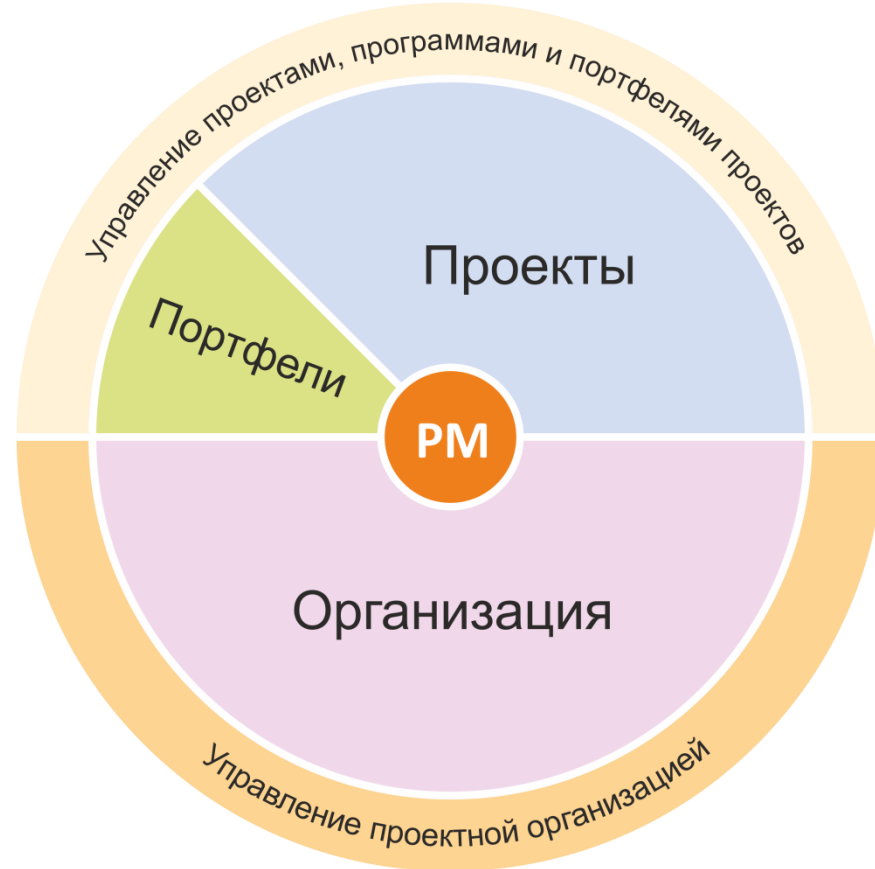 Управление проектами, программами и портфелями проектов
Проекты
Портфели
PM
Организация
Управление проектной организацией